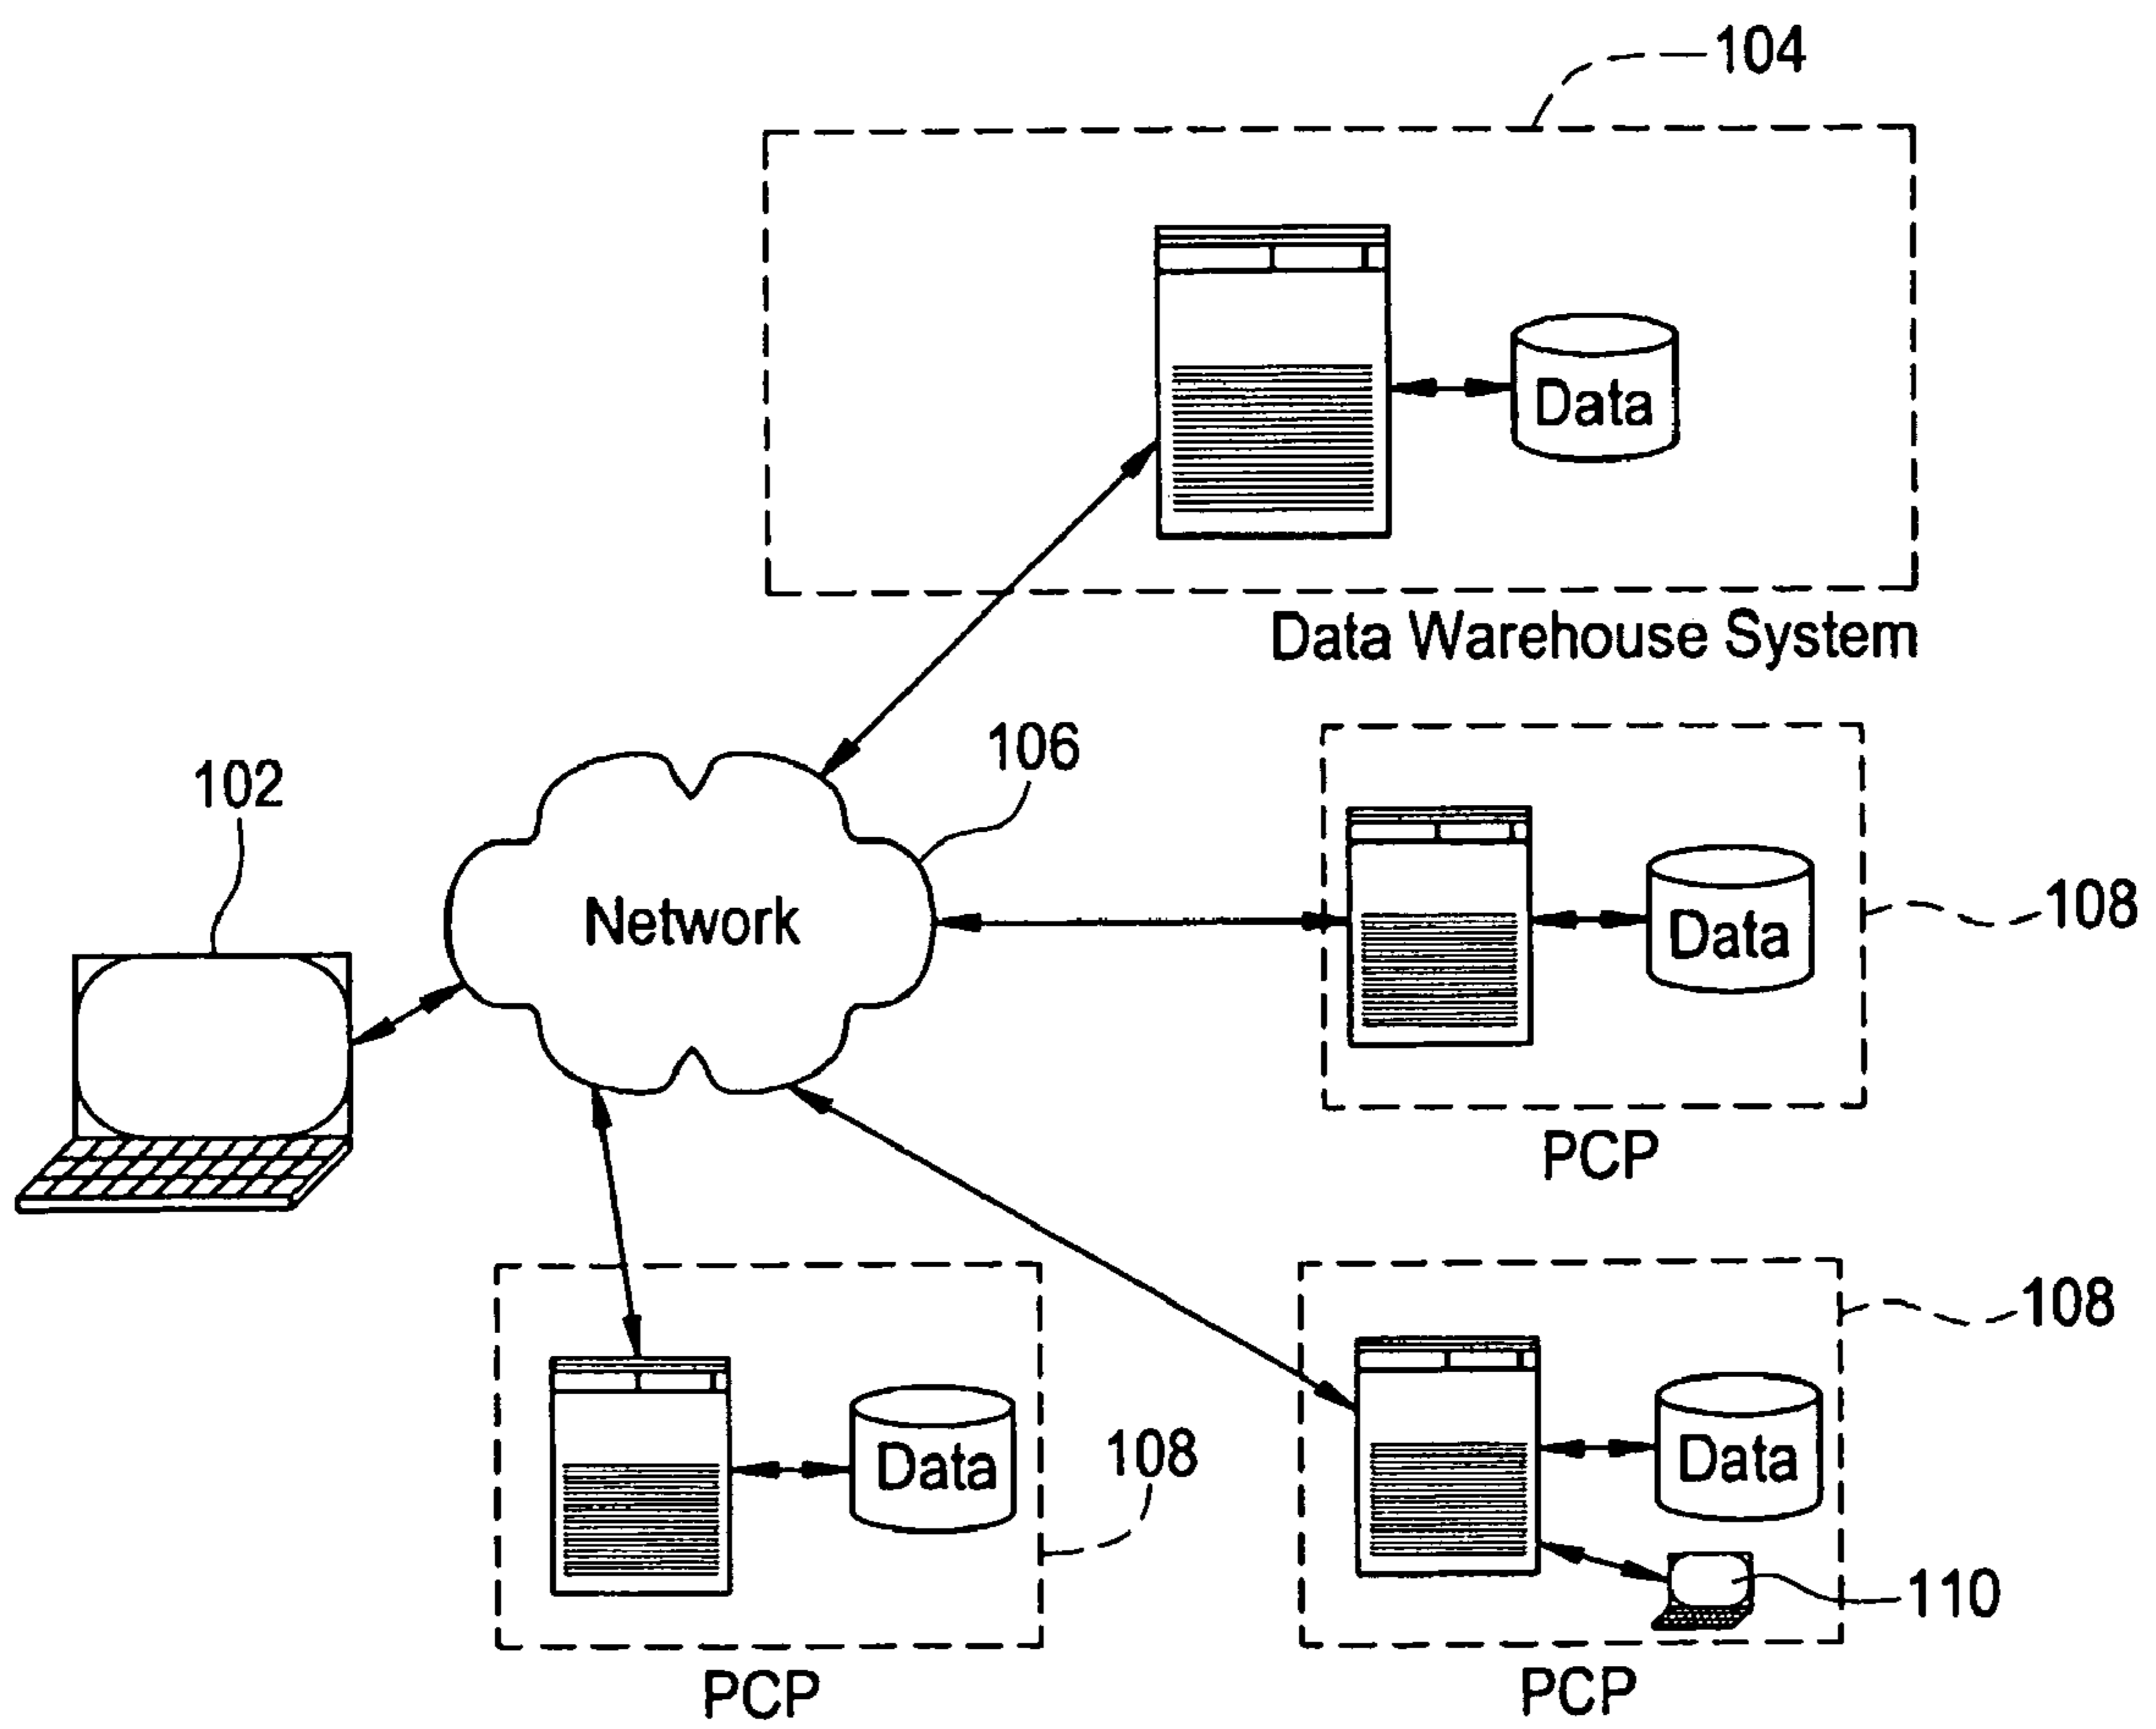 104
Data
Data Warehouse System
106
102
Network
Data
108
PCP
108
Data
108
Data
110
PCP
PCP